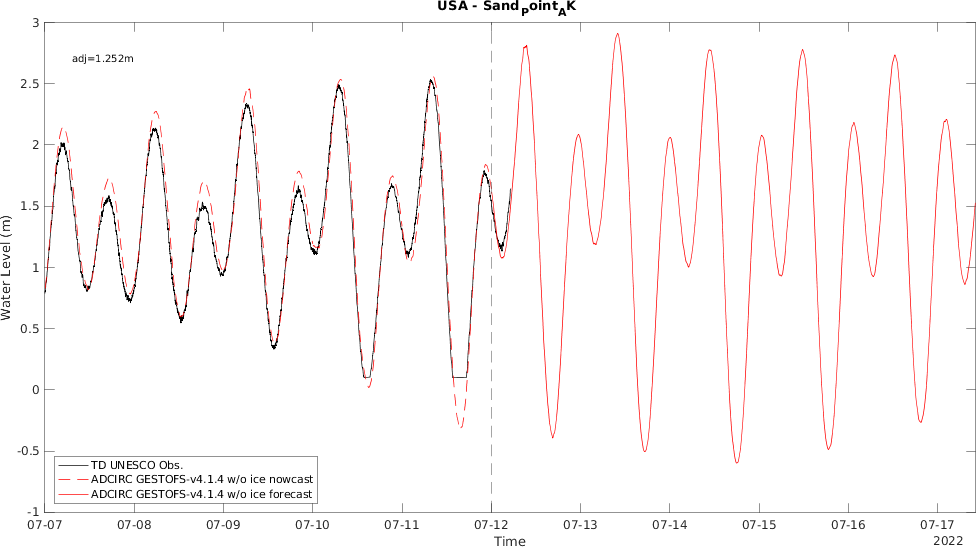 USA - Sand_Point_AK
adj=1.252m
Water Level (m)
3
2.5
2
1.5
1
0.5
0
-0.5
-1
TD UNESCO Obs.
ADCIRC GESTOFS-v4.1.4 w/o ice nowcast
ADCIRC GESTOFS-v4.1.4 w/o ice forecast
07-07 07-08 07-09 07-10 07-11 07-12 07-13 07-14 07-15 07-16 07-17
Time
2022